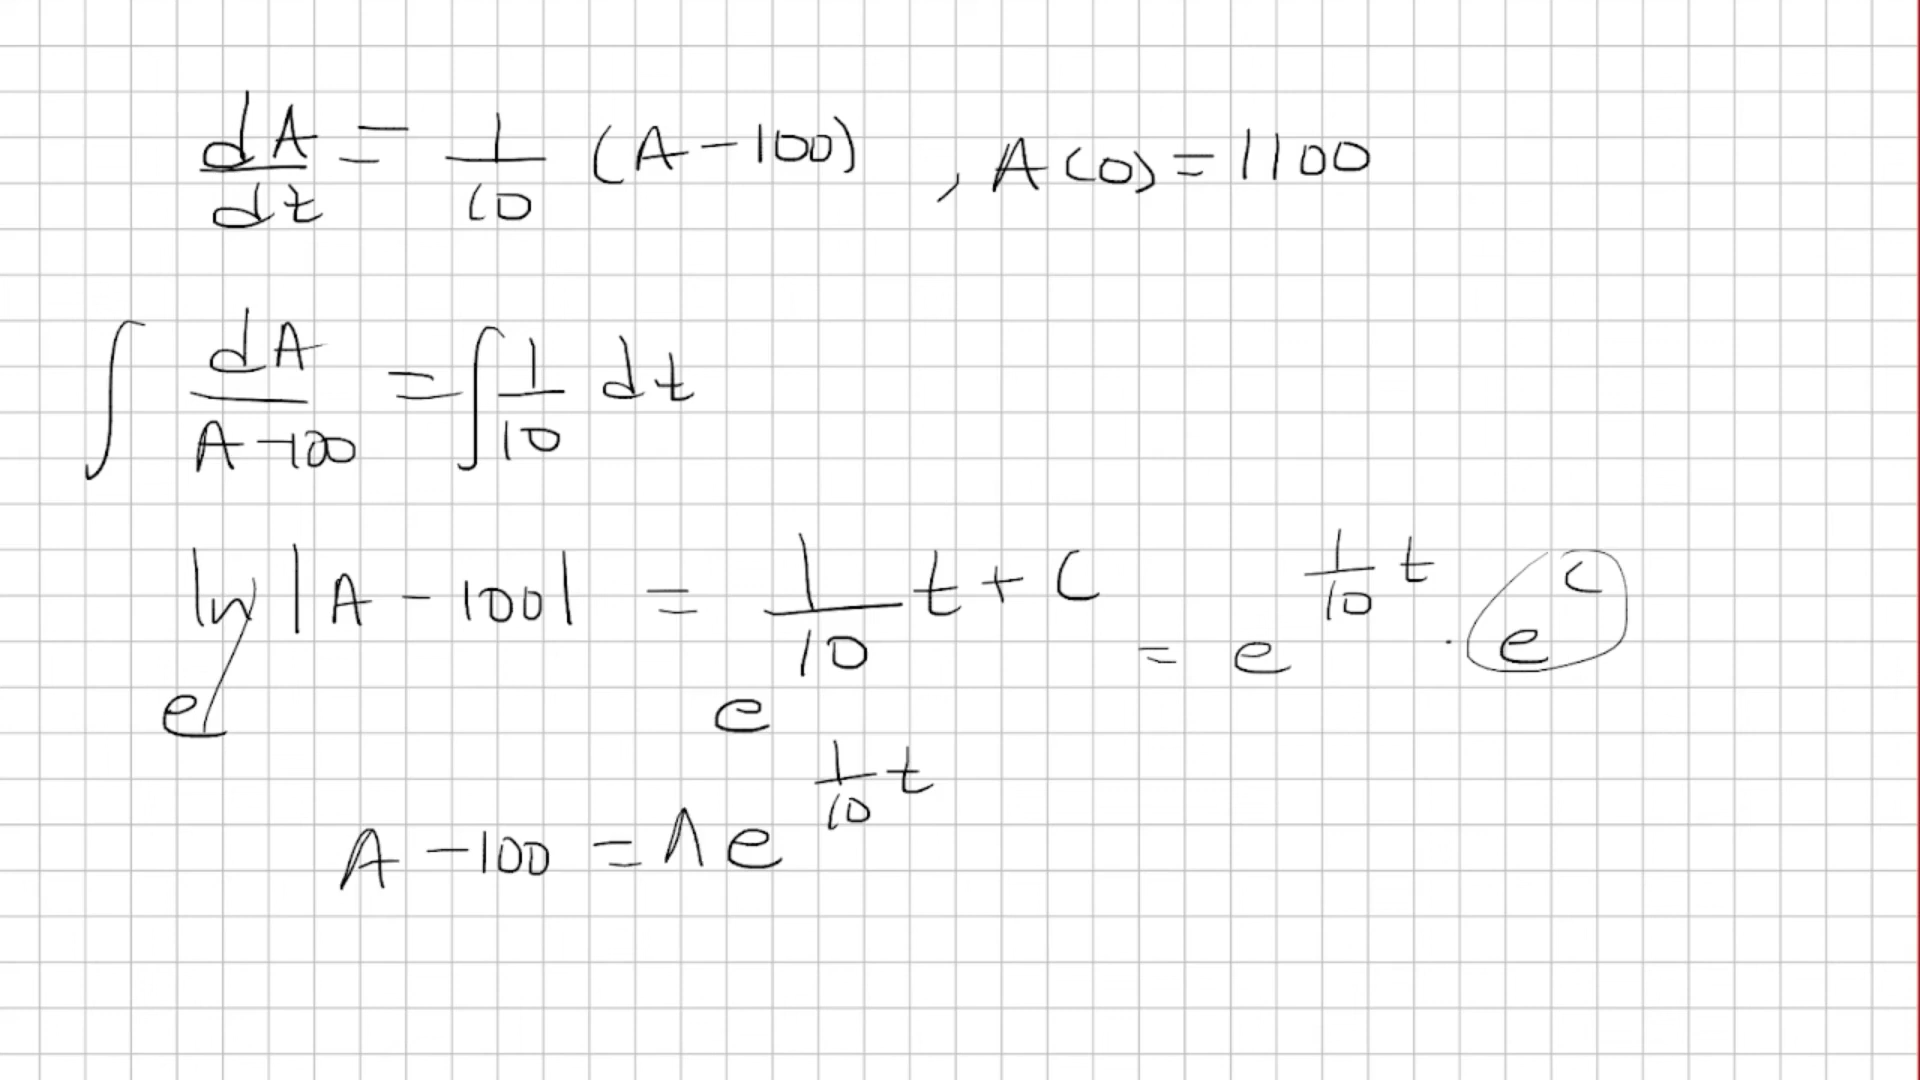 dA/dt = 1/10 (A - 100) , A(0) = 1100
∫ dA/(A-100) = ∫ 1/10 dt
e^(ln|A - 100|) = e^(1/10 t + C) = e^(1/10 t) · e^C
A - 100 = Λe^(1/10 t)